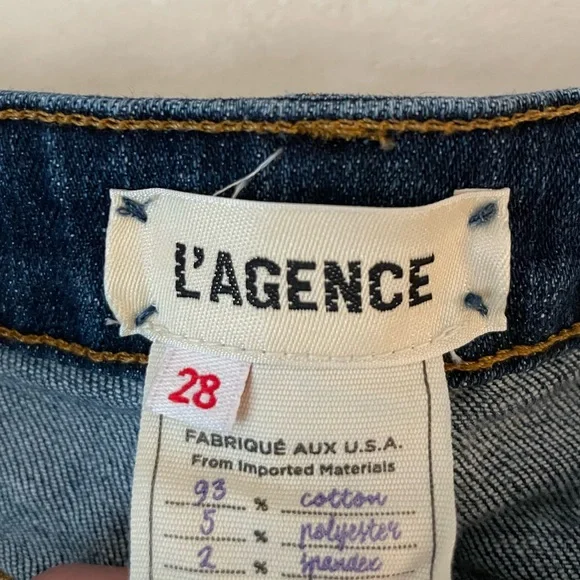 L'AGENCE
28
FABRIQUÉ AUX U.S.A.
From Imported Materials
93 % cotton
5 % polyester
2 % spandex